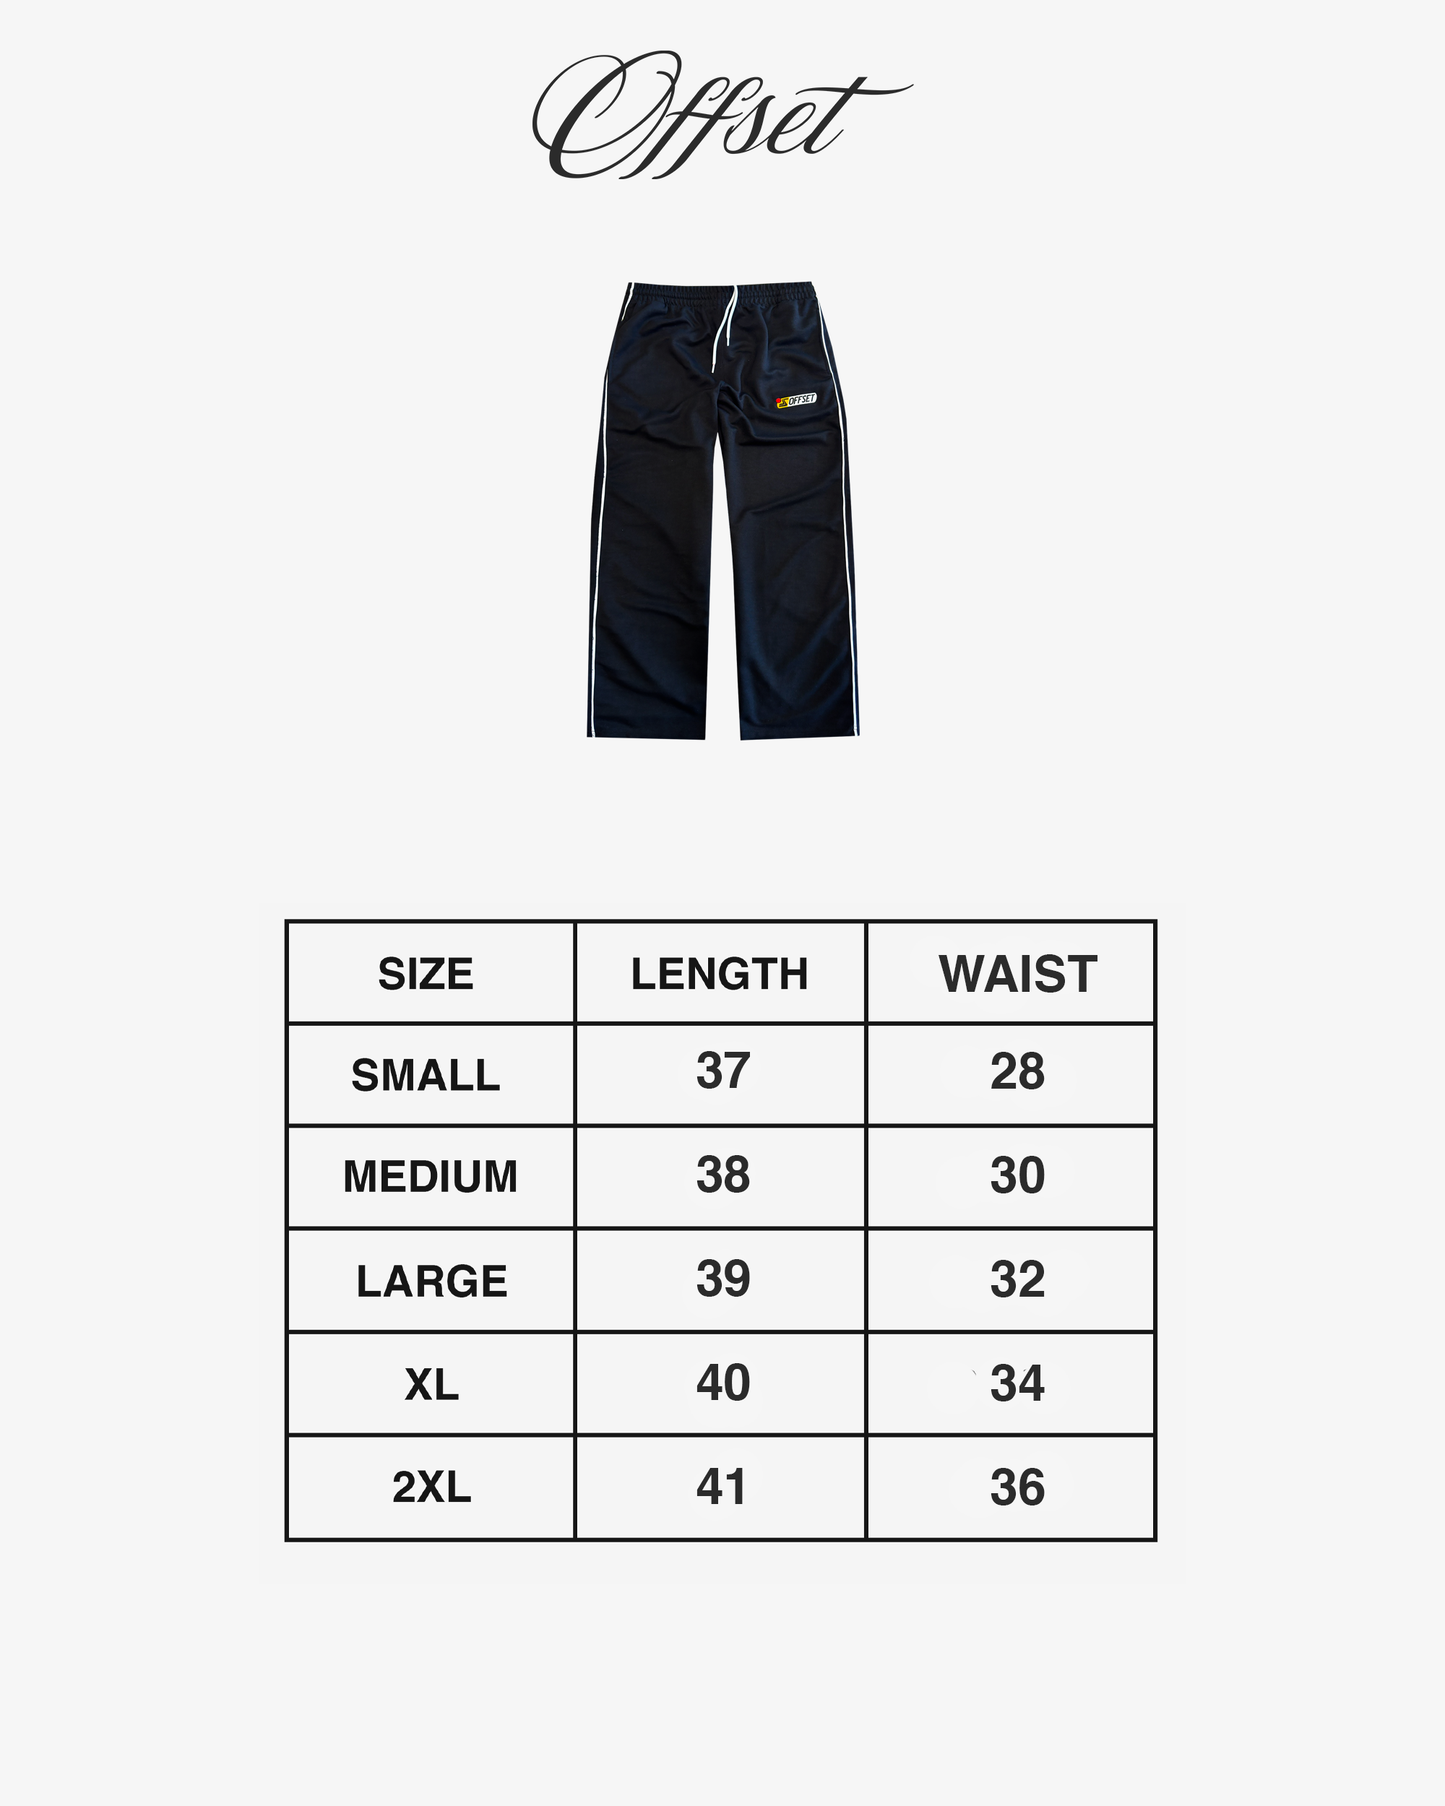 Offset
OFFSET
SIZE LENGTH WAIST
SMALL 37 28
MEDIUM 38 30
LARGE 39 32
XL 40 34
2XL 41 36